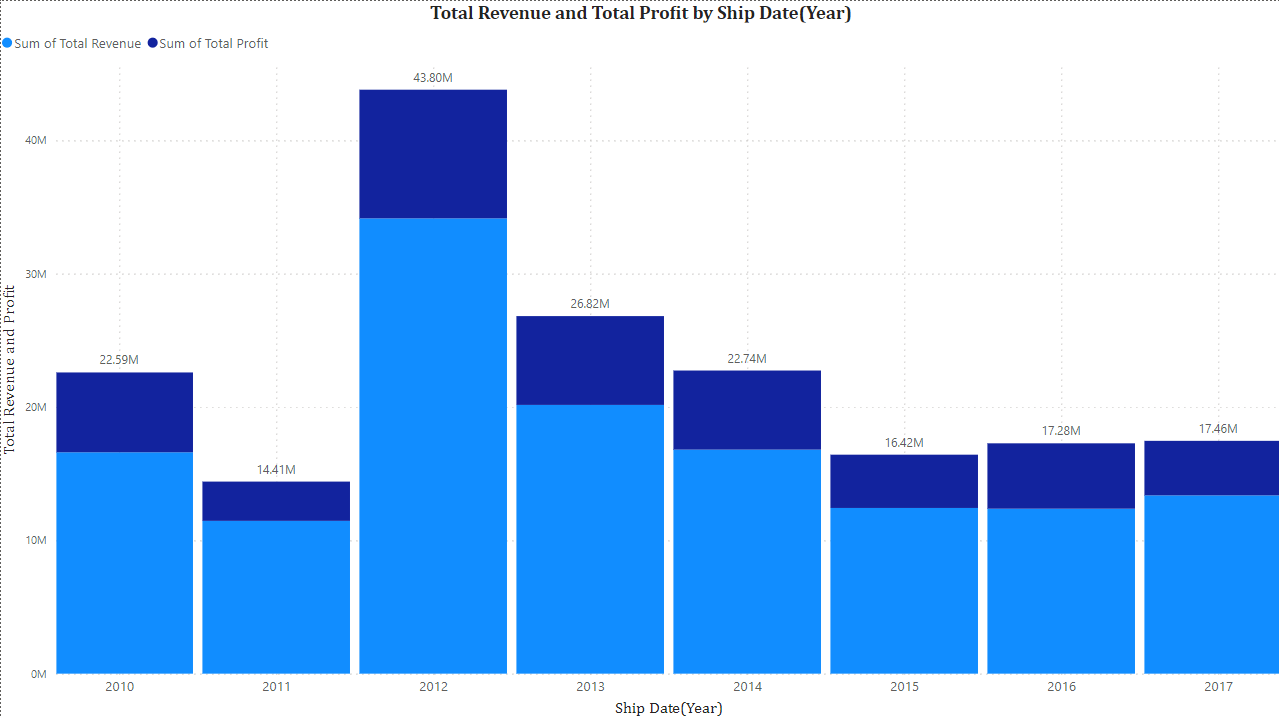 Total Revenue and Total Profit by Ship Date(Year)
Sum of Total Revenue Sum of Total Profit
Total Revenue and Profit
40M
30M
20M
10M
0M
22.59M
14.41M
43.80M
26.82M
22.74M
16.42M
17.28M
17.46M
2010 2011 2012 2013 2014 2015 2016 2017
Ship Date(Year)